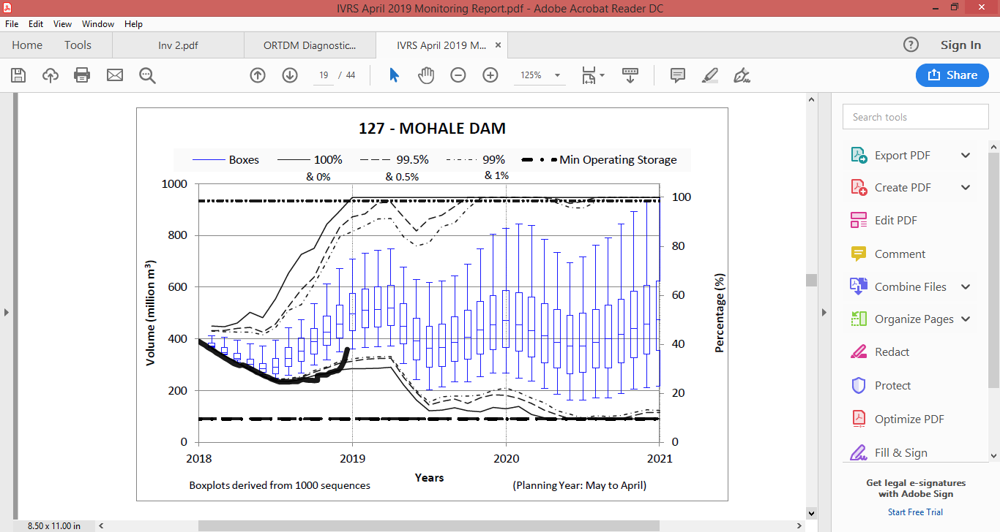 IVRS April 2019 Monitoring Report.pdf - Adobe Acrobat Reader DC
File Edit View Window Help
Home Tools Inv 2.pdf ORTDM Diagnostic... IVRS April 2019 M... × Sign In
19 / 44 125% Share
127 - MOHALE DAM
Boxes 100% 99.5% 99% Min Operating Storage
& 0% & 0.5% & 1%
1000
800
600
400
200
0
Volume (million m³)
100
80
60
40
20
0
Percentage (%)
2018 2019 2020 2021
Years
Boxplots derived from 1000 sequences (Planning Year: May to April)
Search tools
Export PDF
Create PDF
Edit PDF
Comment
Combine Files
Organize Pages
Redact
Protect
Optimize PDF
Fill & Sign
Get legal e-signatures
with Adobe Sign
Start Free Trial
8.50 x 11.00 in